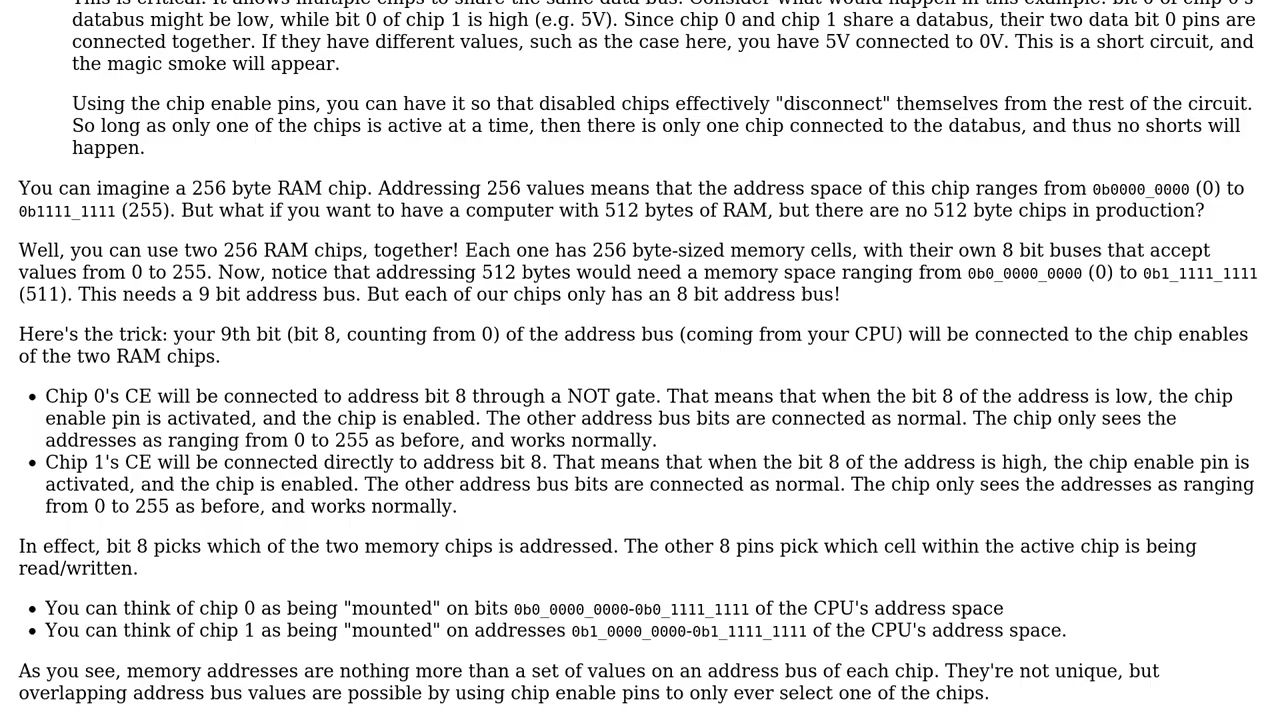 This is critical. It allows multiple chips to share the same data bus. Consider what would happen in this example: bit 0 of chip 0's
databus might be low, while bit 0 of chip 1 is high (e.g. 5V). Since chip 0 and chip 1 share a databus, their two data bit 0 pins are
connected together. If they have different values, such as the case here, you have 5V connected to 0V. This is a short circuit, and
the magic smoke will appear.
Using the chip enable pins, you can have it so that disabled chips effectively "disconnect" themselves from the rest of the circuit.
So long as only one of the chips is active at a time, then there is only one chip connected to the databus, and thus no shorts will
happen.
You can imagine a 256 byte RAM chip. Addressing 256 values means that the address space of this chip ranges from 0b0000_0000 (0) to
0b1111_1111 (255). But what if you want to have a computer with 512 bytes of RAM, but there are no 512 byte chips in production?
Well, you can use two 256 RAM chips, together! Each one has 256 byte-sized memory cells, with their own 8 bit buses that accept
values from 0 to 255. Now, notice that addressing 512 bytes would need a memory space ranging from 0b0_0000_0000 (0) to 0b1_1111_1111
(511). This needs a 9 bit address bus. But each of our chips only has an 8 bit address bus!
Here's the trick: your 9th bit (bit 8, counting from 0) of the address bus (coming from your CPU) will be connected to the chip enables
of the two RAM chips.
• Chip 0's CE will be connected to address bit 8 through a NOT gate. That means that when the bit 8 of the address is low, the chip
enable pin is activated, and the chip is enabled. The other address bus bits are connected as normal. The chip only sees the
addresses as ranging from 0 to 255 as before, and works normally.
• Chip 1's CE will be connected directly to address bit 8. That means that when the bit 8 of the address is high, the chip enable pin is
activated, and the chip is enabled. The other address bus bits are connected as normal. The chip only sees the addresses as ranging
from 0 to 255 as before, and works normally.
In effect, bit 8 picks which of the two memory chips is addressed. The other 8 pins pick which cell within the active chip is being
read/written.
• You can think of chip 0 as being "mounted" on bits 0b0_0000_0000-0b0_1111_1111 of the CPU's address space
• You can think of chip 1 as being "mounted" on addresses 0b1_0000_0000-0b1_1111_1111 of the CPU's address space.
As you see, memory addresses are nothing more than a set of values on an address bus of each chip. They're not unique, but
overlapping address bus values are possible by using chip enable pins to only ever select one of the chips.